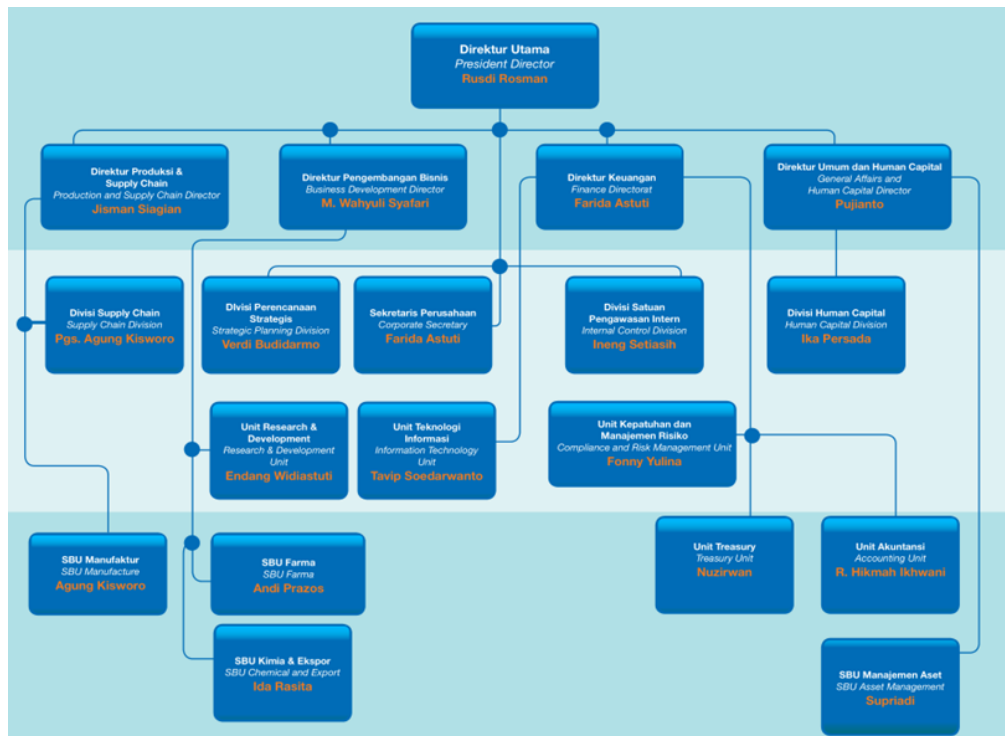 Direktur Utama
President Director
Rusdi Rosman
Direktur Produksi &
Supply Chain
Production and Supply Chain Director
Jisman Siagian
Direktur Pengembangan Bisnis
Business Development Director
M. Wahyuli Syafari
Direktur Keuangan
Finance Directorat
Farida Astuti
Direktur Umum dan Human Capital
General Affairs and
Human Capital Director
Pujianto
Divisi Supply Chain
Supply Chain Division
Pgs. Agung Kisworo
DIvisi Perencanaan
Strategis
Strategic Planning Division
Verdi Budidarmo
Sekretaris Perusahaan
Corporate Secretary
Farida Astuti
Divisi Satuan
Pengawasan Intern
Internal Control Division
Ineng Setiasih
Divisi Human Capital
Human Capital Division
Ika Persada
Unit Research &
Development
Research & Development
Unit
Endang Widiastuti
Unit Teknologi
Informasi
Information Technology
Unit
Tavip Soedarwanto
Unit Kepatuhan dan
Manajemen Risiko
Compliance and Risk Management Unit
Fonny Yulina
SBU Manufaktur
SBU Manufacture
Agung Kisworo
SBU Farma
SBU Farma
Andi Prazos
Unit Treasury
Treasury Unit
Nuzirwan
Unit Akuntansi
Accounting Unit
R. Hikmah Ikhwani
SBU Kimia & Ekspor
SBU Chemical and Export
Ida Rasita
SBU Manajemen Aset
SBU Asset Management
Supriadi